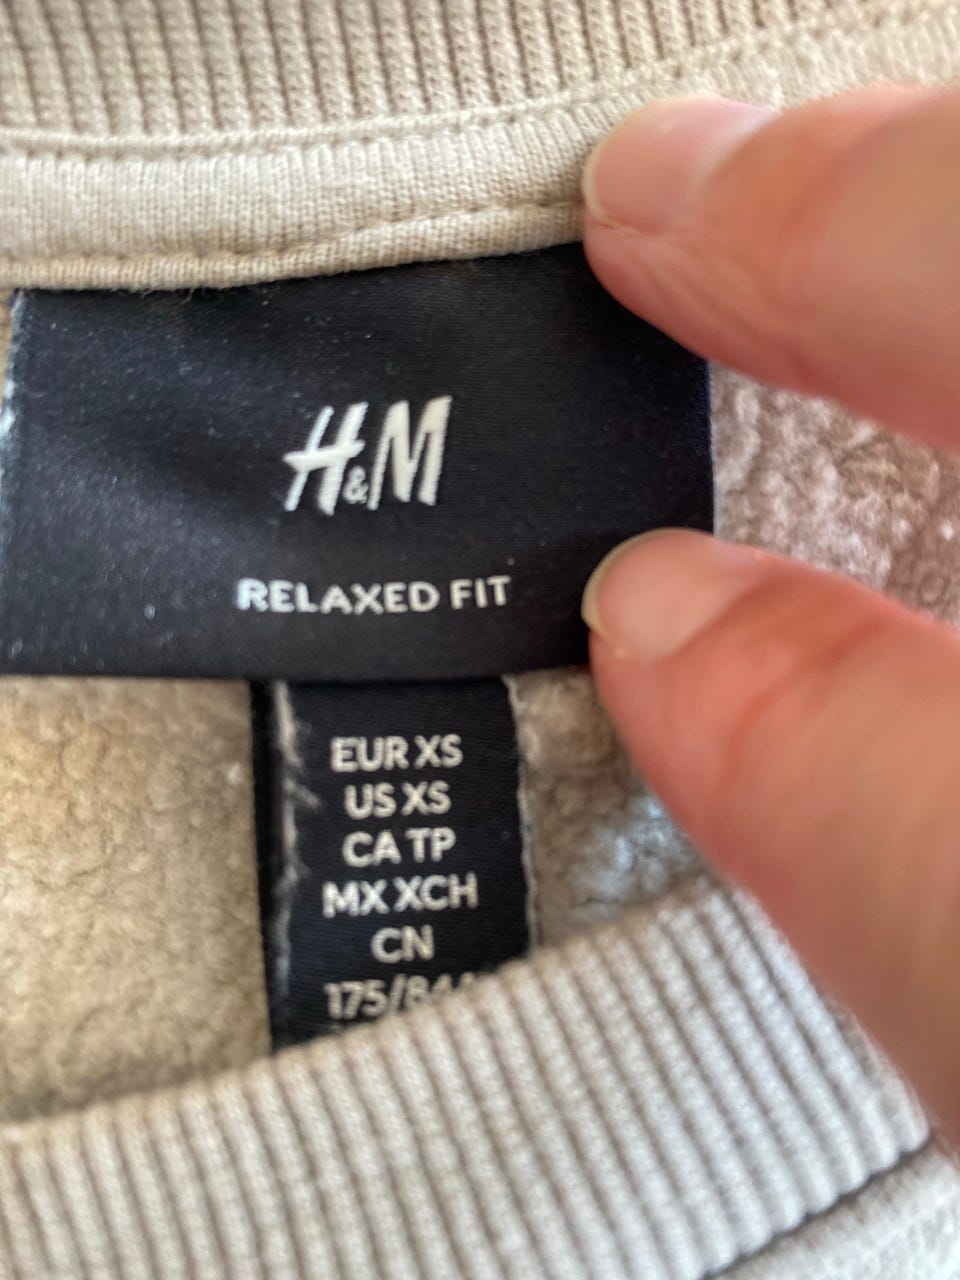 H&M
RELAXED FIT
EUR XS
US XS
CA TP
MX XCH
CN